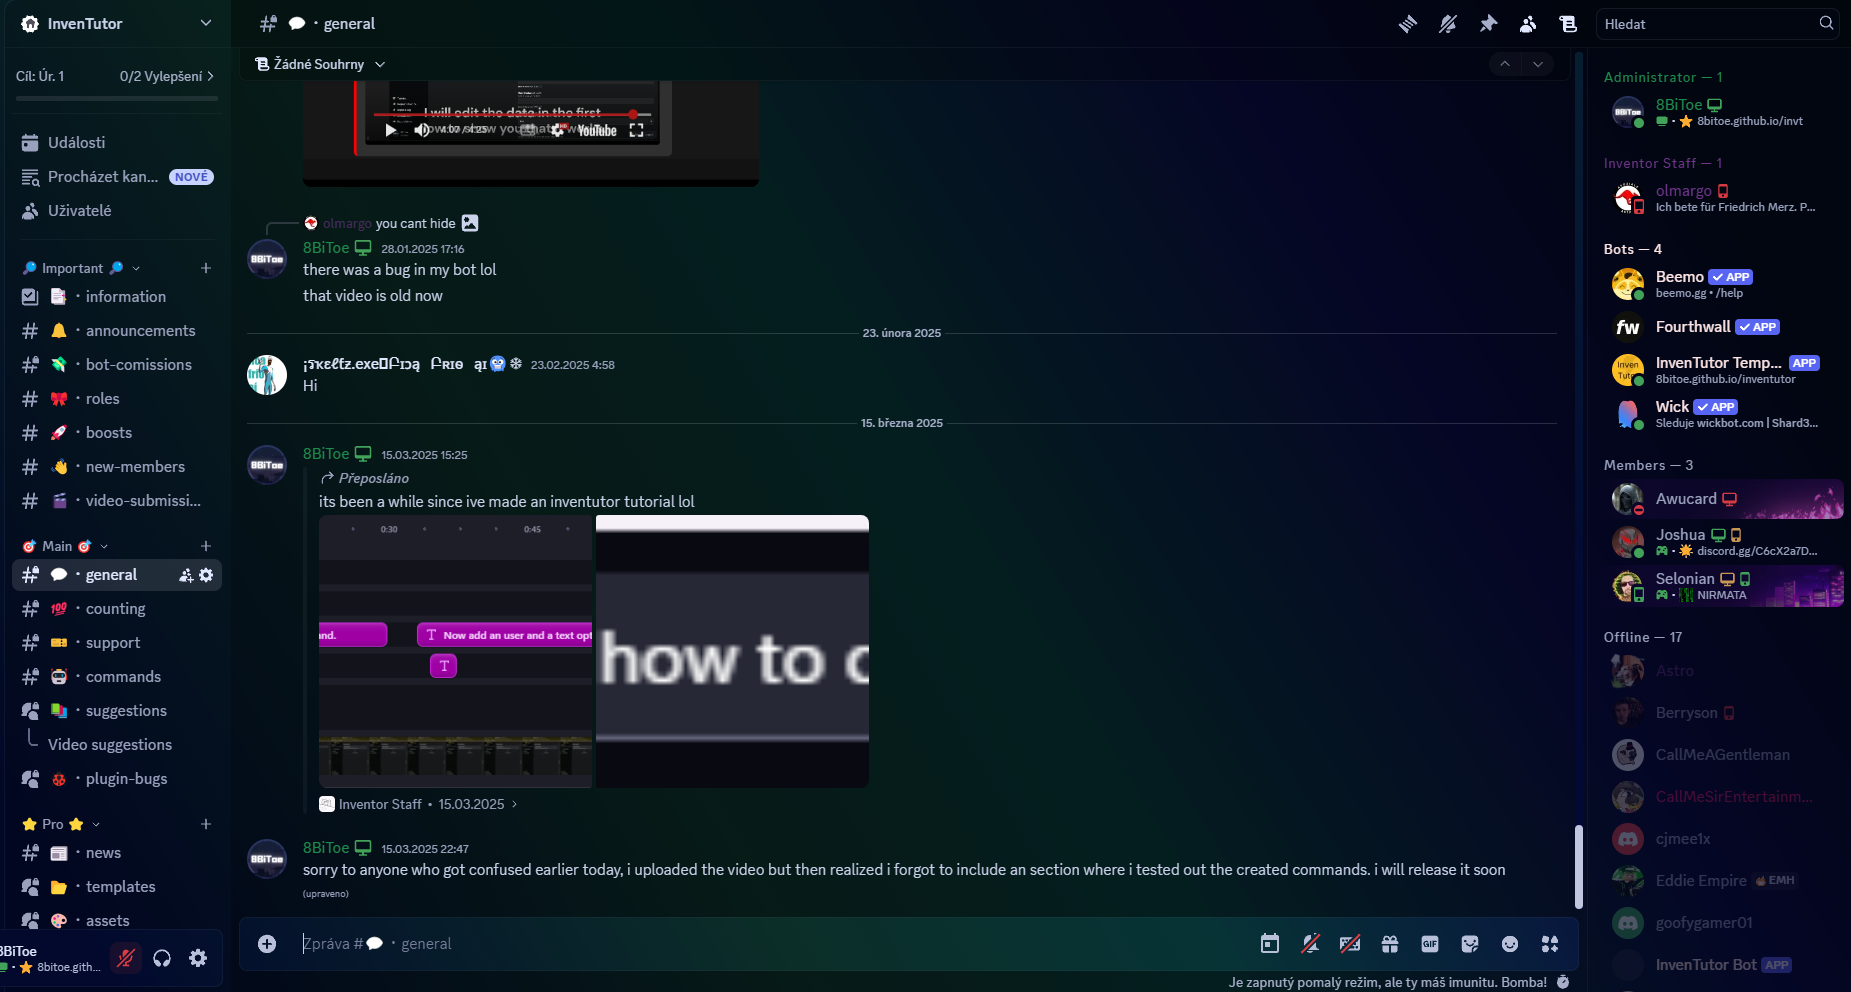 InvenTutor
Cíl: Úr. 1
0/2 Vylepšení
Události
Procházet kan...
NOVÉ
Uživatelé
Important
information
announcements
bot-comissions
roles
boosts
new-members
video-submissi...
Main
general
counting
support
commands
suggestions
Video suggestions
plugin-bugs
Pro
news
templates
assets
8BiToe
8bitoe.gith...
general
Hledat
Žádné Souhrny
I will edit the data in the first
4:07 / 4:25
YouTube
olmargo you cant hide
8BiToe 28.01.2025 17:16
there was a bug in my bot lol
that video is old now
23. února 2025
23.02.2025 4:58
Hi
15. března 2025
8BiToe 15.03.2025 15:25
Přeposláno
its been a while since ive made an inventutor tutorial lol
0:30 0:45
nd.
T Now add an user and a text opt
T
how to c
Inventor Staff • 15.03.2025
8BiToe 15.03.2025 22:47
sorry to anyone who got confused earlier today, i uploaded the video but then realized i forgot to include an section where i tested out the created commands. i will release it soon
(upraveno)
Zpráva # general
GIF
Je zapnutý pomalý režim, ale ty máš imunitu. Bomba!
Administrator — 1
8BiToe
8bitoe.github.io/invt
Inventor Staff — 1
olmargo
Ich bete für Friedrich Merz. P...
Bots — 4
Beemo APP
beemo.gg • /help
fw
Fourthwall APP
Inven
Tuto
InvenTutor Temp... APP
8bitoe.github.io/inventutor
Wick APP
Sleduje wickbot.com | Shard3...
Members — 3
Awucard
Joshua
discord.gg/C6cX2a7D...
Selonian
NIRMATA
Offline — 17
Astro
Berryson
CallMeAGentleman
CallMeSirEntertainm...
cjmee1x
Eddie Empire EMH
goofygamer01
InvenTutor Bot APP